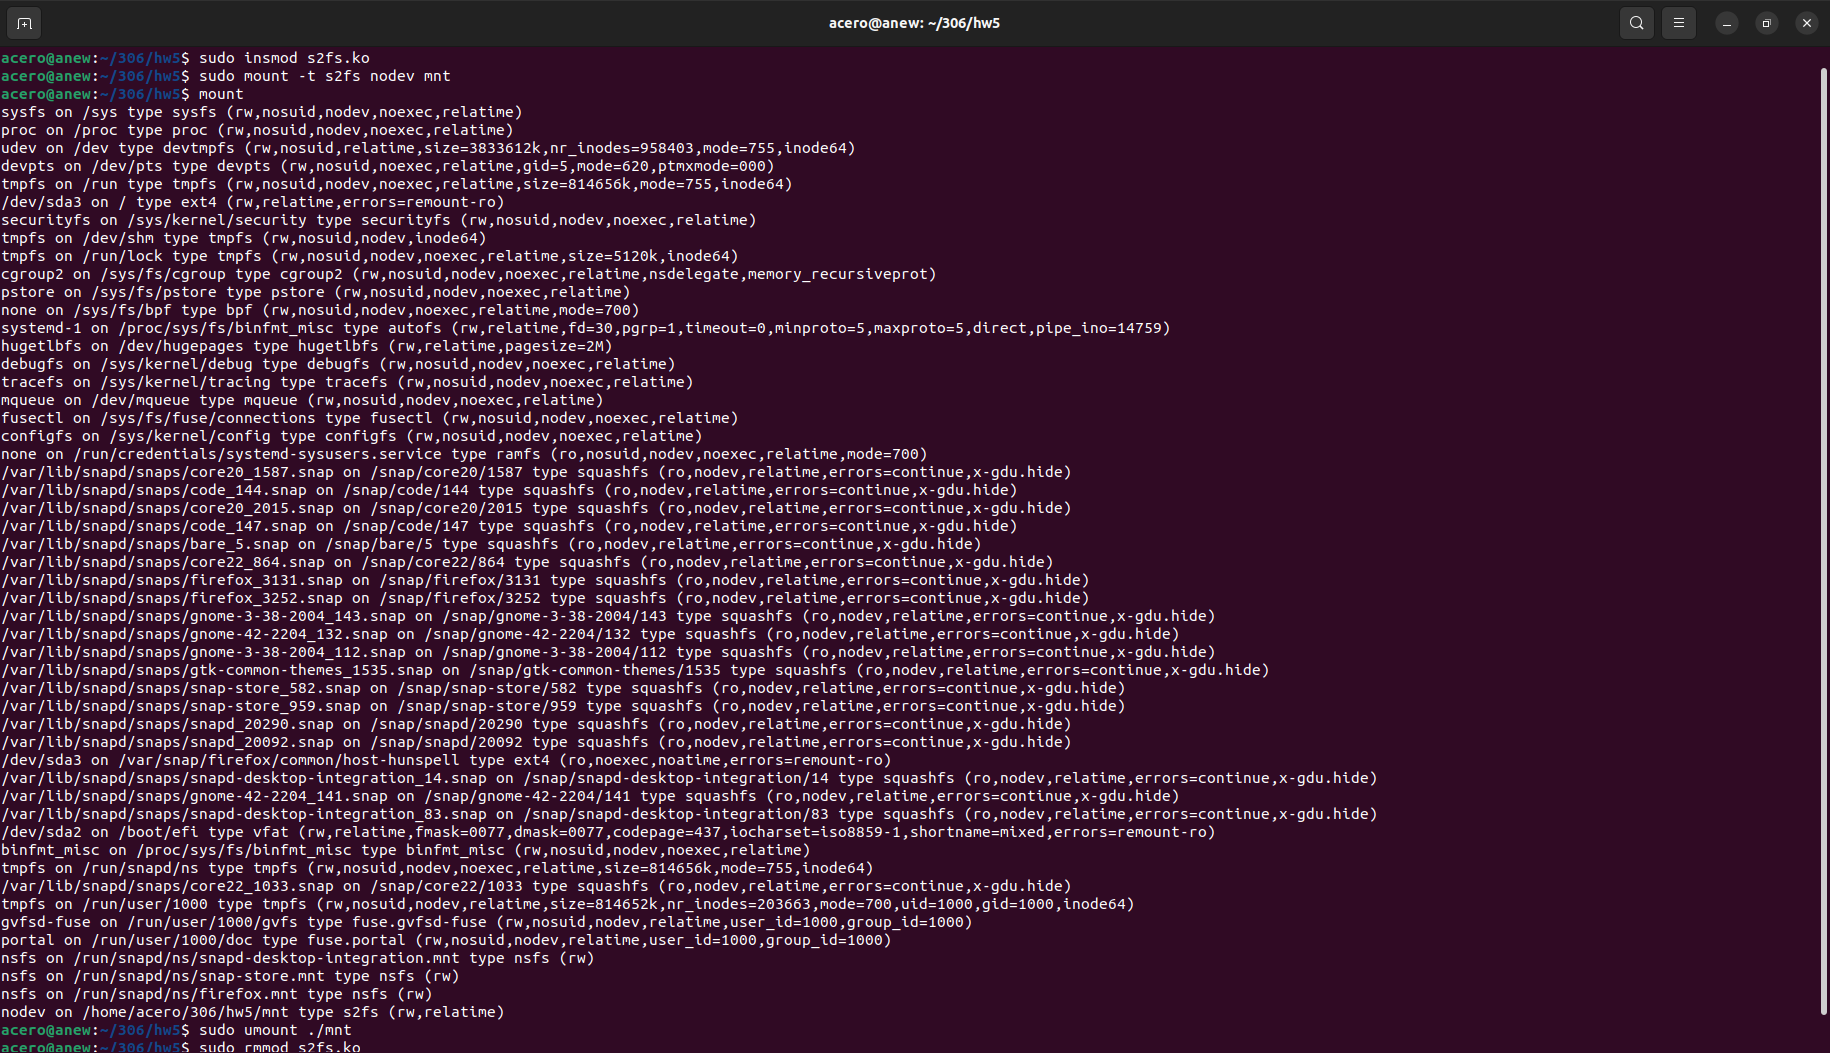 acero@anew: ~/306/hw5
acero@anew:~/306/hw5$ sudo insmod s2fs.ko
acero@anew:~/306/hw5$ sudo mount -t s2fs nodev mnt
acero@anew:~/306/hw5$ mount
sysfs on /sys type sysfs (rw,nosuid,nodev,noexec,relatime)
proc on /proc type proc (rw,nosuid,nodev,noexec,relatime)
udev on /dev type devtmpfs (rw,nosuid,relatime,size=3833612k,nr_inodes=958403,mode=755,inode64)
devpts on /dev/pts type devpts (rw,nosuid,noexec,relatime,gid=5,mode=620,ptmxmode=000)
tmpfs on /run type tmpfs (rw,nosuid,nodev,noexec,relatime,size=814656k,mode=755,inode64)
/dev/sda3 on / type ext4 (rw,relatime,errors=remount-ro)
securityfs on /sys/kernel/security type securityfs (rw,nosuid,nodev,noexec,relatime)
tmpfs on /dev/shm type tmpfs (rw,nosuid,nodev,inode64)
tmpfs on /run/lock type tmpfs (rw,nosuid,nodev,noexec,relatime,size=5120k,inode64)
cgroup2 on /sys/fs/cgroup type cgroup2 (rw,nosuid,nodev,noexec,relatime,nsdelegate,memory_recursiveprot)
pstore on /sys/fs/pstore type pstore (rw,nosuid,nodev,noexec,relatime)
none on /sys/fs/bpf type bpf (rw,nosuid,nodev,noexec,relatime,mode=700)
systemd-1 on /proc/sys/fs/binfmt_misc type autofs (rw,relatime,fd=30,pgrp=1,timeout=0,minproto=5,maxproto=5,direct,pipe_ino=14759)
hugetlbfs on /dev/hugepages type hugetlbfs (rw,relatime,pagesize=2M)
debugfs on /sys/kernel/debug type debugfs (rw,nosuid,nodev,noexec,relatime)
tracefs on /sys/kernel/tracing type tracefs (rw,nosuid,nodev,noexec,relatime)
mqueue on /dev/mqueue type mqueue (rw,nosuid,nodev,noexec,relatime)
fusectl on /sys/fs/fuse/connections type fusectl (rw,nosuid,nodev,noexec,relatime)
configfs on /sys/kernel/config type configfs (rw,nosuid,nodev,noexec,relatime)
none on /run/credentials/systemd-sysusers.service type ramfs (ro,nosuid,nodev,noexec,relatime,mode=700)
/var/lib/snapd/snaps/core20_1587.snap on /snap/core20/1587 type squashfs (ro,nodev,relatime,errors=continue,x-gdu.hide)
/var/lib/snapd/snaps/code_144.snap on /snap/code/144 type squashfs (ro,nodev,relatime,errors=continue,x-gdu.hide)
/var/lib/snapd/snaps/core20_2015.snap on /snap/core20/2015 type squashfs (ro,nodev,relatime,errors=continue,x-gdu.hide)
/var/lib/snapd/snaps/code_147.snap on /snap/code/147 type squashfs (ro,nodev,relatime,errors=continue,x-gdu.hide)
/var/lib/snapd/snaps/bare_5.snap on /snap/bare/5 type squashfs (ro,nodev,relatime,errors=continue,x-gdu.hide)
/var/lib/snapd/snaps/core22_864.snap on /snap/core22/864 type squashfs (ro,nodev,relatime,errors=continue,x-gdu.hide)
/var/lib/snapd/snaps/firefox_3131.snap on /snap/firefox/3131 type squashfs (ro,nodev,relatime,errors=continue,x-gdu.hide)
/var/lib/snapd/snaps/firefox_3252.snap on /snap/firefox/3252 type squashfs (ro,nodev,relatime,errors=continue,x-gdu.hide)
/var/lib/snapd/snaps/gnome-3-38-2004_143.snap on /snap/gnome-3-38-2004/143 type squashfs (ro,nodev,relatime,errors=continue,x-gdu.hide)
/var/lib/snapd/snaps/gnome-42-2204_132.snap on /snap/gnome-42-2204/132 type squashfs (ro,nodev,relatime,errors=continue,x-gdu.hide)
/var/lib/snapd/snaps/gnome-3-38-2004_112.snap on /snap/gnome-3-38-2004/112 type squashfs (ro,nodev,relatime,errors=continue,x-gdu.hide)
/var/lib/snapd/snaps/gtk-common-themes_1535.snap on /snap/gtk-common-themes/1535 type squashfs (ro,nodev,relatime,errors=continue,x-gdu.hide)
/var/lib/snapd/snaps/snap-store_582.snap on /snap/snap-store/582 type squashfs (ro,nodev,relatime,errors=continue,x-gdu.hide)
/var/lib/snapd/snaps/snap-store_959.snap on /snap/snap-store/959 type squashfs (ro,nodev,relatime,errors=continue,x-gdu.hide)
/var/lib/snapd/snaps/snapd_20290.snap on /snap/snapd/20290 type squashfs (ro,nodev,relatime,errors=continue,x-gdu.hide)
/var/lib/snapd/snaps/snapd_20092.snap on /snap/snapd/20092 type squashfs (ro,nodev,relatime,errors=continue,x-gdu.hide)
/dev/sda3 on /var/snap/firefox/common/host-hunspell type ext4 (ro,noexec,noatime,errors=remount-ro)
/var/lib/snapd/snaps/snapd-desktop-integration_14.snap on /snap/snapd-desktop-integration/14 type squashfs (ro,nodev,relatime,errors=continue,x-gdu.hide)
/var/lib/snapd/snaps/gnome-42-2204_141.snap on /snap/gnome-42-2204/141 type squashfs (ro,nodev,relatime,errors=continue,x-gdu.hide)
/var/lib/snapd/snaps/snapd-desktop-integration_83.snap on /snap/snapd-desktop-integration/83 type squashfs (ro,nodev,relatime,errors=continue,x-gdu.hide)
/dev/sda2 on /boot/efi type vfat (rw,relatime,fmask=0077,dmask=0077,codepage=437,iocharset=iso8859-1,shortname=mixed,errors=remount-ro)
binfmt_misc on /proc/sys/fs/binfmt_misc type binfmt_misc (rw,nosuid,nodev,noexec,relatime)
tmpfs on /run/snapd/ns type tmpfs (rw,nosuid,nodev,noexec,relatime,size=814656k,mode=755,inode64)
/var/lib/snapd/snaps/core22_1033.snap on /snap/core22/1033 type squashfs (ro,nodev,relatime,errors=continue,x-gdu.hide)
tmpfs on /run/user/1000 type tmpfs (rw,nosuid,nodev,relatime,size=814652k,nr_inodes=203663,mode=700,uid=1000,gid=1000,inode64)
gvfsd-fuse on /run/user/1000/gvfs type fuse.gvfsd-fuse (rw,nosuid,nodev,relatime,user_id=1000,group_id=1000)
portal on /run/user/1000/doc type fuse.portal (rw,nosuid,nodev,relatime,user_id=1000,group_id=1000)
nsfs on /run/snapd/ns/snapd-desktop-integration.mnt type nsfs (rw)
nsfs on /run/snapd/ns/snap-store.mnt type nsfs (rw)
nsfs on /run/snapd/ns/firefox.mnt type nsfs (rw)
nodev on /home/acero/306/hw5/mnt type s2fs (rw,relatime)
acero@anew:~/306/hw5$ sudo umount ./mnt
acero@anew:~/306/hw5$ sudo rmmod s2fs.ko